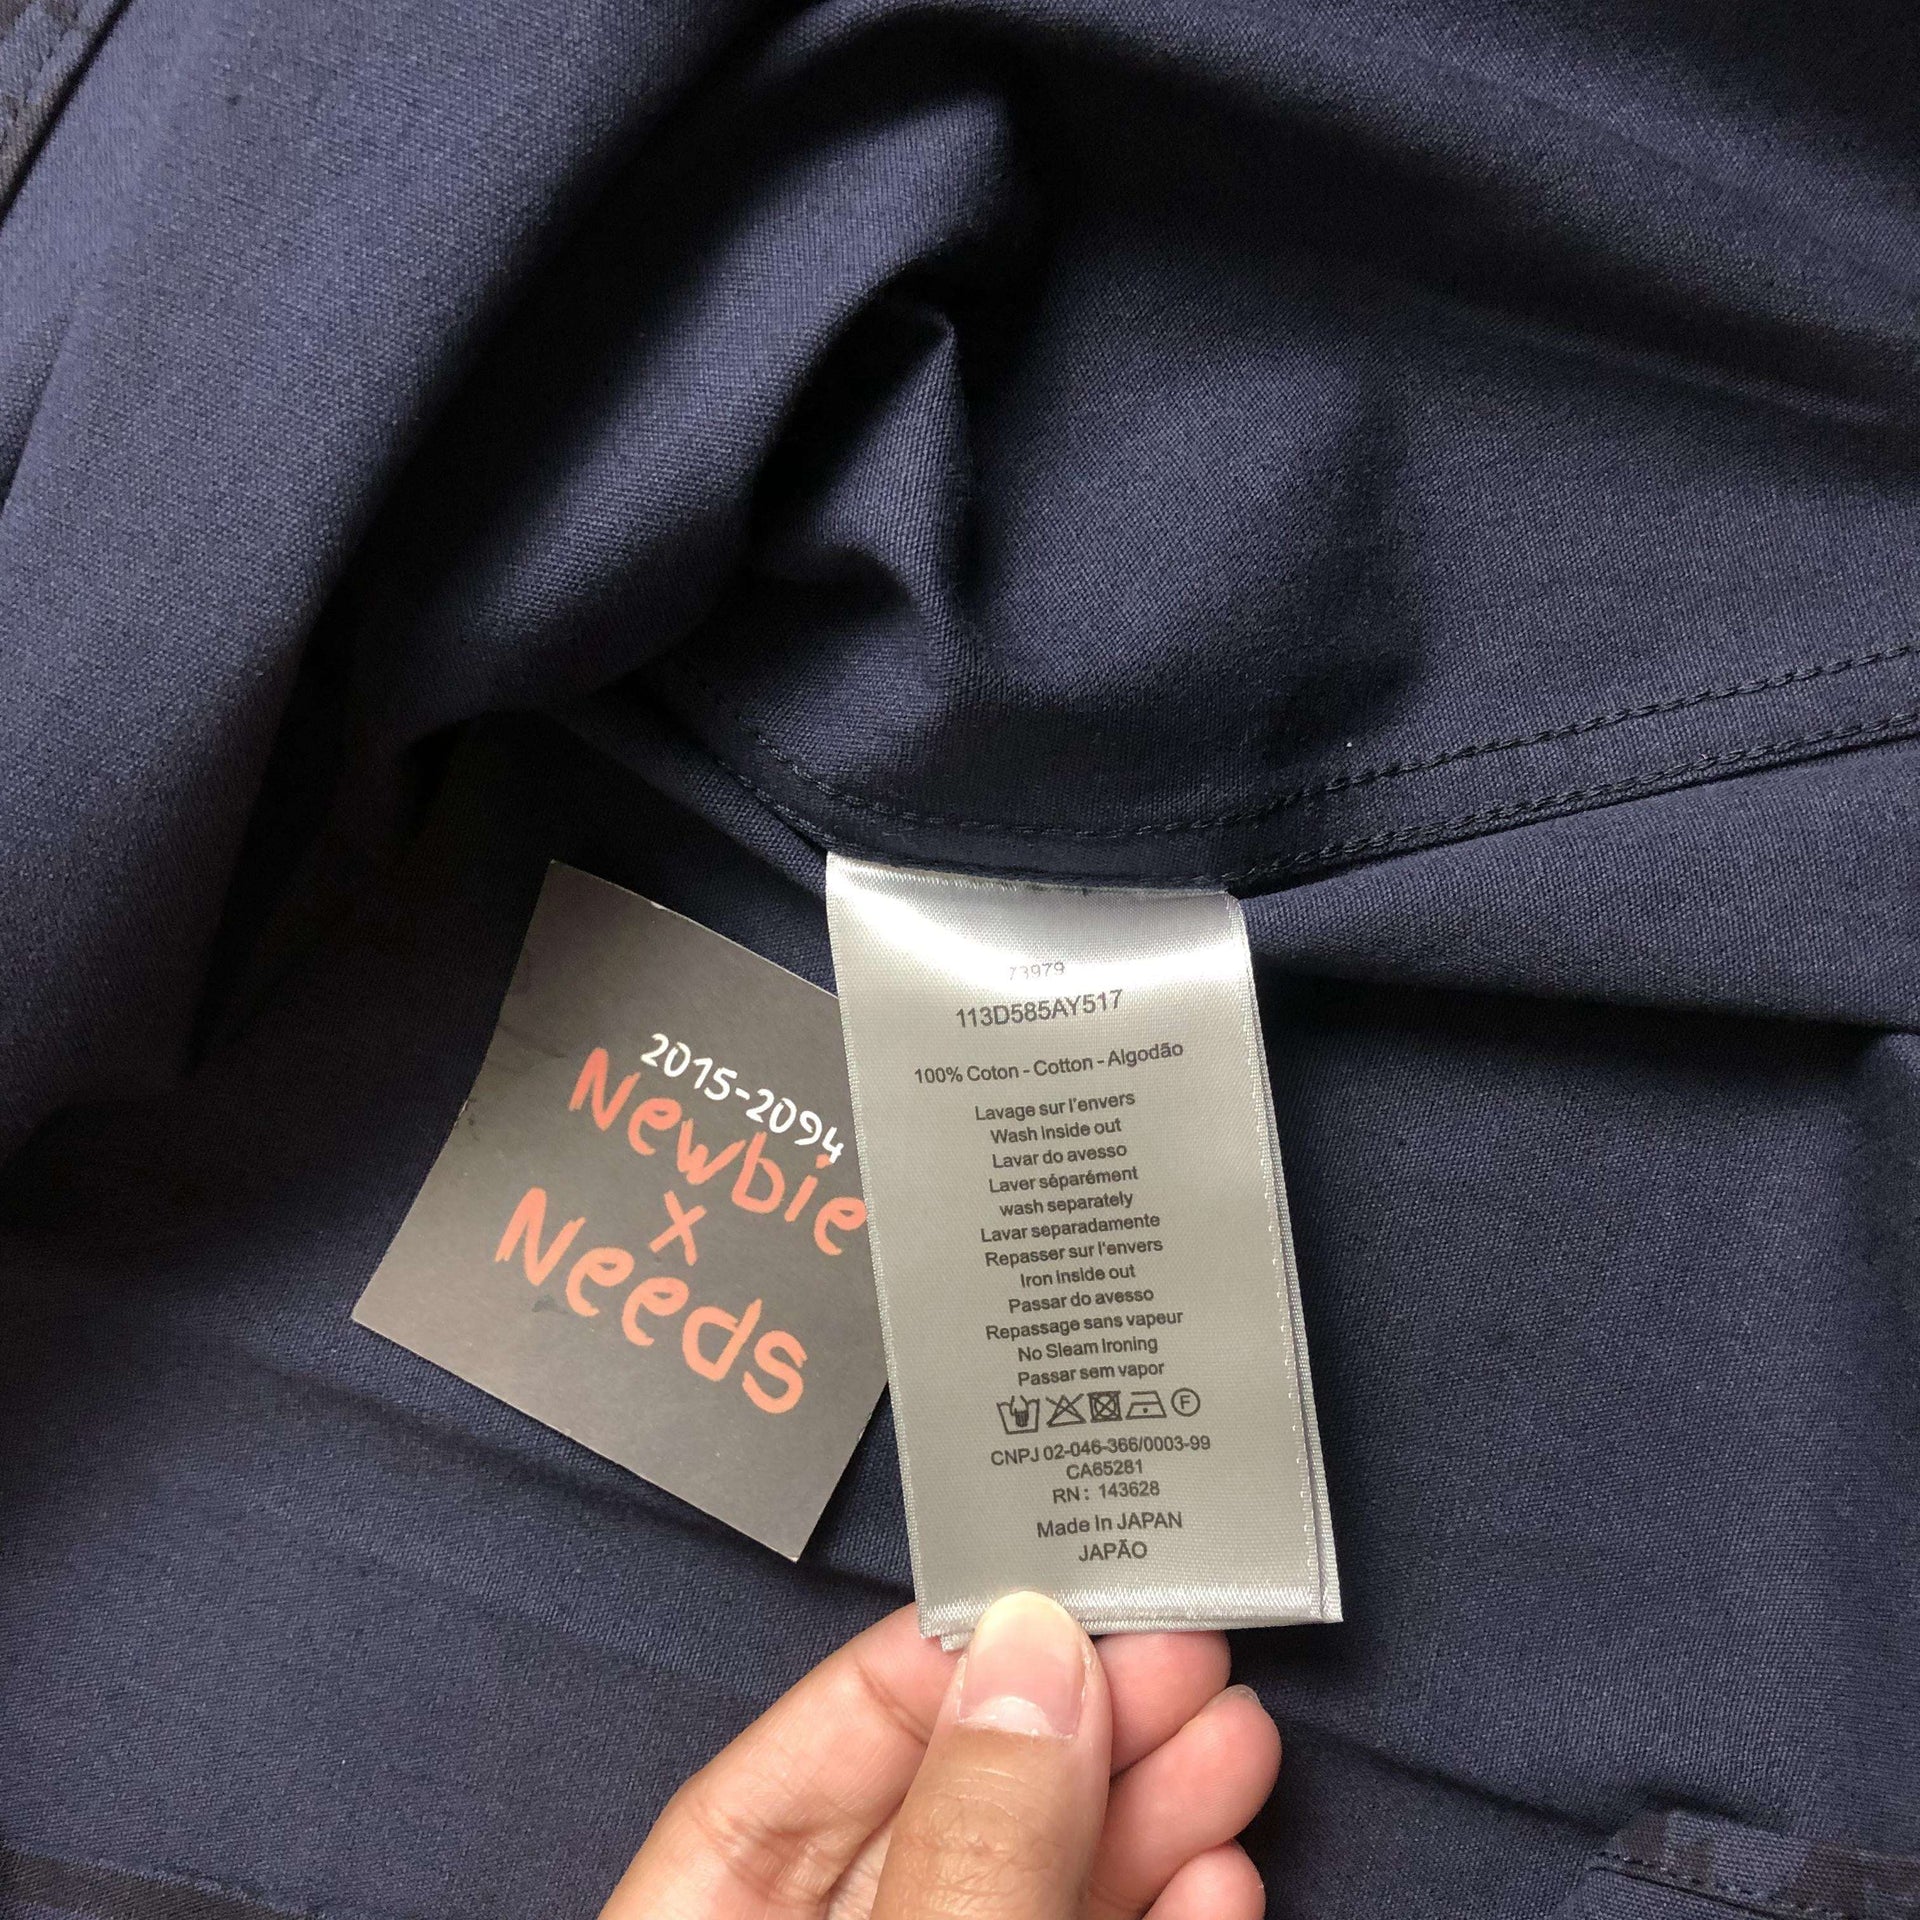 2015-2094
Newbie
x
Needs
73979
113D585AY517
100% Coton - Cotton - Algodão
Lavage sur l'envers
Wash inside out
Lavar do avesso
Laver séparément
wash separately
Lavar separadamente
Repasser sur l'envers
Iron inside out
Passar do avesso
Repassage sans vapeur
No Sleam Ironing
Passar sem vapor
F
CNPJ 02-046-366/0003-99
CA65281
RN: 143628
Made In JAPAN
JAPÃO